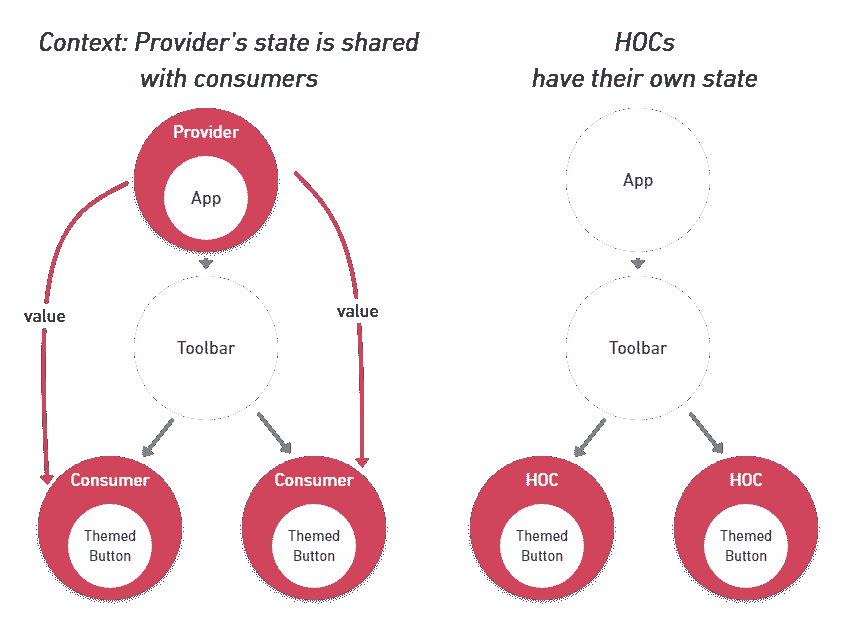 Context: Provider's state is shared
with consumers
Provider
App
value
value
Toolbar
Consumer
Themed
Button
Consumer
Themed
Button
HOCs
have their own state
App
Toolbar
HOC
Themed
Button
HOC
Themed
Button